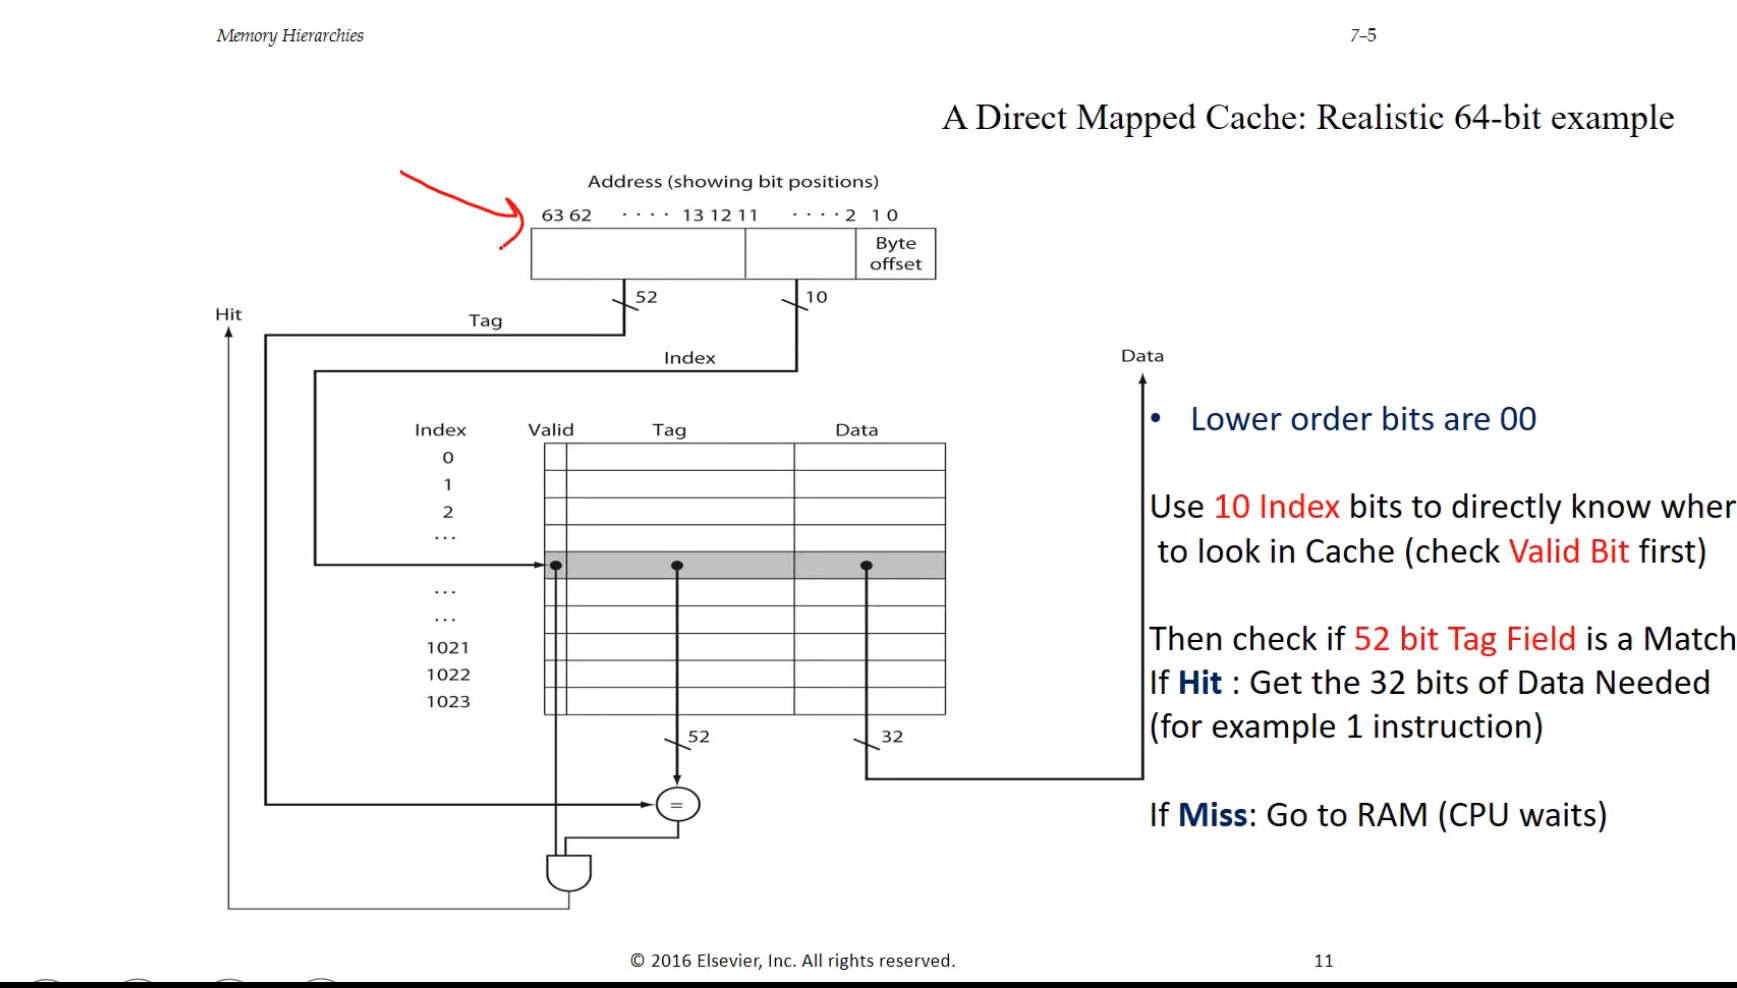 Memory Hierarchies
7–5
A Direct Mapped Cache: Realistic 64-bit example
Address (showing bit positions)
63 62 · · · · 13 12 11 · · · · 2 1 0
Byte
offset
52
10
Hit
Tag
Index
Data
Index Valid Tag Data
0
1
2
...
...
...
1021
1022
1023
52
32
=
• Lower order bits are 00
Use 10 Index bits to directly know wher
to look in Cache (check Valid Bit first)
Then check if 52 bit Tag Field is a Match
If Hit : Get the 32 bits of Data Needed
(for example 1 instruction)
If Miss: Go to RAM (CPU waits)
© 2016 Elsevier, Inc. All rights reserved.
11